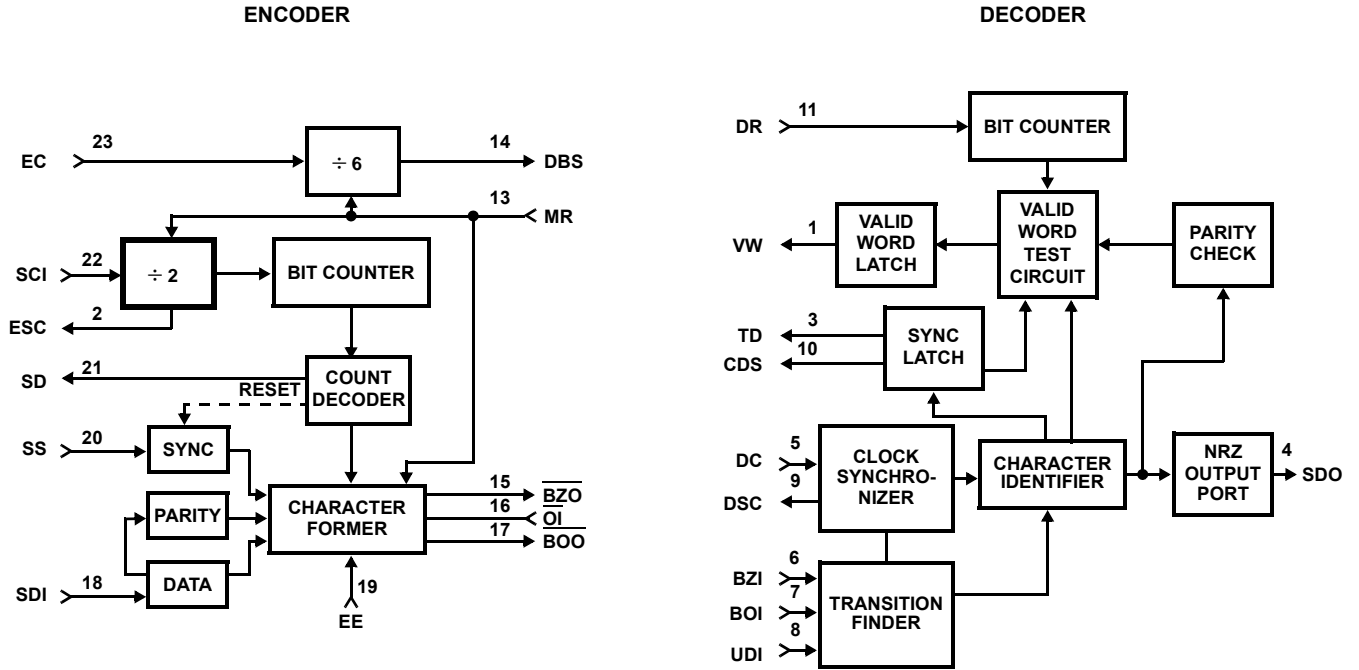 ENCODER
EC
23
÷ 6
14
DBS
13
MR
SCI
22
÷ 2
BIT COUNTER
ESC
2
SD
21
RESET
COUNT
DECODER
SS
20
SYNC
PARITY
CHARACTER
FORMER
15
BZO
16
OI
17
BOO
SDI
18
DATA
19
EE
DECODER
DR
11
BIT COUNTER
VW
1
VALID
WORD
LATCH
VALID
WORD
TEST
CIRCUIT
PARITY
CHECK
TD
3
CDS
10
SYNC
LATCH
DC
5
DSC
9
CLOCK
SYNCHRO-
NIZER
CHARACTER
IDENTIFIER
NRZ
OUTPUT
PORT
4
SDO
BZI
6
BOI
7
UDI
8
TRANSITION
FINDER